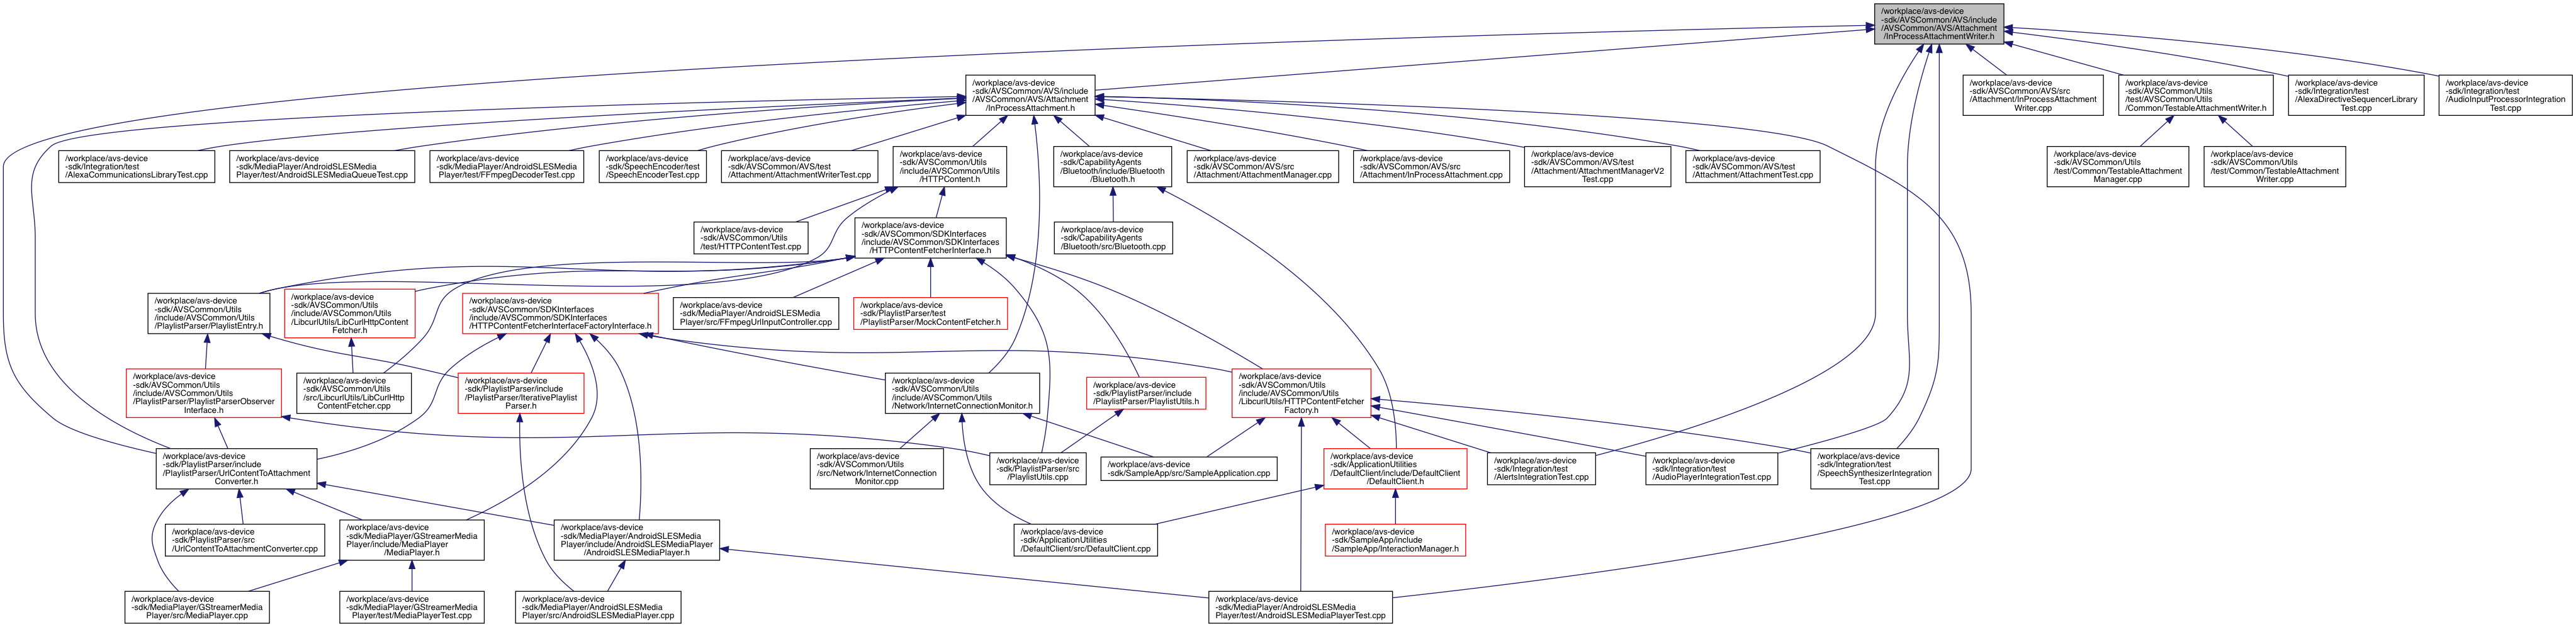 /workplace/avs-device
-sdk/AVSCommon/AVS/include
/AVSCommon/AVS/Attachment
/InProcessAttachmentWriter.h
/workplace/avs-device
-sdk/AVSCommon/AVS/include
/AVSCommon/AVS/Attachment
/InProcessAttachment.h
/workplace/avs-device
-sdk/AVSCommon/AVS/src
/Attachment/InProcessAttachment
Writer.cpp
/workplace/avs-device
-sdk/AVSCommon/Utils
/test/AVSCommon/Utils
/Common/TestableAttachmentWriter.h
/workplace/avs-device
-sdk/Integration/test
/AlexaDirectiveSequencerLibrary
Test.cpp
/workplace/avs-device
-sdk/Integration/test
/AudioInputProcessorIntegration
Test.cpp
/workplace/avs-device
-sdk/Integration/test
/AlexaCommunicationsLibraryTest.cpp
/workplace/avs-device
-sdk/MediaPlayer/AndroidSLESMedia
Player/test/AndroidSLESMediaQueueTest.cpp
/workplace/avs-device
-sdk/MediaPlayer/AndroidSLESMedia
Player/test/FFmpegDecoderTest.cpp
/workplace/avs-device
-sdk/SpeechEncoder/test
/SpeechEncoderTest.cpp
/workplace/avs-device
-sdk/AVSCommon/AVS/test
/Attachment/AttachmentWriterTest.cpp
/workplace/avs-device
-sdk/AVSCommon/Utils
/include/AVSCommon/Utils
/HTTPContent.h
/workplace/avs-device
-sdk/CapabilityAgents
/Bluetooth/include/Bluetooth
/Bluetooth.h
/workplace/avs-device
-sdk/AVSCommon/AVS/src
/Attachment/AttachmentManager.cpp
/workplace/avs-device
-sdk/AVSCommon/AVS/src
/Attachment/InProcessAttachment.cpp
/workplace/avs-device
-sdk/AVSCommon/AVS/test
/Attachment/AttachmentManagerV2
Test.cpp
/workplace/avs-device
-sdk/AVSCommon/AVS/test
/Attachment/AttachmentTest.cpp
/workplace/avs-device
-sdk/AVSCommon/Utils
/test/Common/TestableAttachment
Manager.cpp
/workplace/avs-device
-sdk/AVSCommon/Utils
/test/Common/TestableAttachment
Writer.cpp
/workplace/avs-device
-sdk/AVSCommon/Utils
/test/HTTPContentTest.cpp
/workplace/avs-device
-sdk/AVSCommon/SDKInterfaces
/include/AVSCommon/SDKInterfaces
/HTTPContentFetcherInterface.h
/workplace/avs-device
-sdk/CapabilityAgents
/Bluetooth/src/Bluetooth.cpp
/workplace/avs-device
-sdk/AVSCommon/Utils
/include/AVSCommon/Utils
/PlaylistParser/PlaylistEntry.h
/workplace/avs-device
-sdk/AVSCommon/Utils
/include/AVSCommon/Utils
/LibcurlUtils/LibCurlHttpContent
Fetcher.h
/workplace/avs-device
-sdk/AVSCommon/SDKInterfaces
/include/AVSCommon/SDKInterfaces
/HTTPContentFetcherInterfaceFactoryInterface.h
/workplace/avs-device
-sdk/MediaPlayer/AndroidSLESMedia
Player/src/FFmpegUrlInputController.cpp
/workplace/avs-device
-sdk/PlaylistParser/test
/PlaylistParser/MockContentFetcher.h
/workplace/avs-device
-sdk/AVSCommon/Utils
/include/AVSCommon/Utils
/PlaylistParser/PlaylistParserObserver
Interface.h
/workplace/avs-device
-sdk/AVSCommon/Utils
/src/LibcurlUtils/LibCurlHttp
ContentFetcher.cpp
/workplace/avs-device
-sdk/PlaylistParser/include
/PlaylistParser/IterativePlaylist
Parser.h
/workplace/avs-device
-sdk/AVSCommon/Utils
/include/AVSCommon/Utils
/Network/InternetConnectionMonitor.h
/workplace/avs-device
-sdk/PlaylistParser/include
/PlaylistParser/PlaylistUtils.h
/workplace/avs-device
-sdk/AVSCommon/Utils
/include/AVSCommon/Utils
/LibcurlUtils/HTTPContentFetcher
Factory.h
/workplace/avs-device
-sdk/PlaylistParser/include
/PlaylistParser/UrlContentToAttachment
Converter.h
/workplace/avs-device
-sdk/AVSCommon/Utils
/src/Network/InternetConnection
Monitor.cpp
/workplace/avs-device
-sdk/PlaylistParser/src
/PlaylistUtils.cpp
/workplace/avs-device
-sdk/SampleApp/src/SampleApplication.cpp
/workplace/avs-device
-sdk/ApplicationUtilities
/DefaultClient/include/DefaultClient
/DefaultClient.h
/workplace/avs-device
-sdk/Integration/test
/AlertsIntegrationTest.cpp
/workplace/avs-device
-sdk/Integration/test
/AudioPlayerIntegrationTest.cpp
/workplace/avs-device
-sdk/Integration/test
/SpeechSynthesizerIntegration
Test.cpp
/workplace/avs-device
-sdk/PlaylistParser/src
/UrlContentToAttachmentConverter.cpp
/workplace/avs-device
-sdk/MediaPlayer/GStreamerMedia
Player/include/MediaPlayer
/MediaPlayer.h
/workplace/avs-device
-sdk/MediaPlayer/AndroidSLESMedia
Player/include/AndroidSLESMediaPlayer
/AndroidSLESMediaPlayer.h
/workplace/avs-device
-sdk/ApplicationUtilities
/DefaultClient/src/DefaultClient.cpp
/workplace/avs-device
-sdk/SampleApp/include
/SampleApp/InteractionManager.h
/workplace/avs-device
-sdk/MediaPlayer/GStreamerMedia
Player/src/MediaPlayer.cpp
/workplace/avs-device
-sdk/MediaPlayer/GStreamerMedia
Player/test/MediaPlayerTest.cpp
/workplace/avs-device
-sdk/MediaPlayer/AndroidSLESMedia
Player/src/AndroidSLESMediaPlayer.cpp
/workplace/avs-device
-sdk/MediaPlayer/AndroidSLESMedia
Player/test/AndroidSLESMediaPlayerTest.cpp